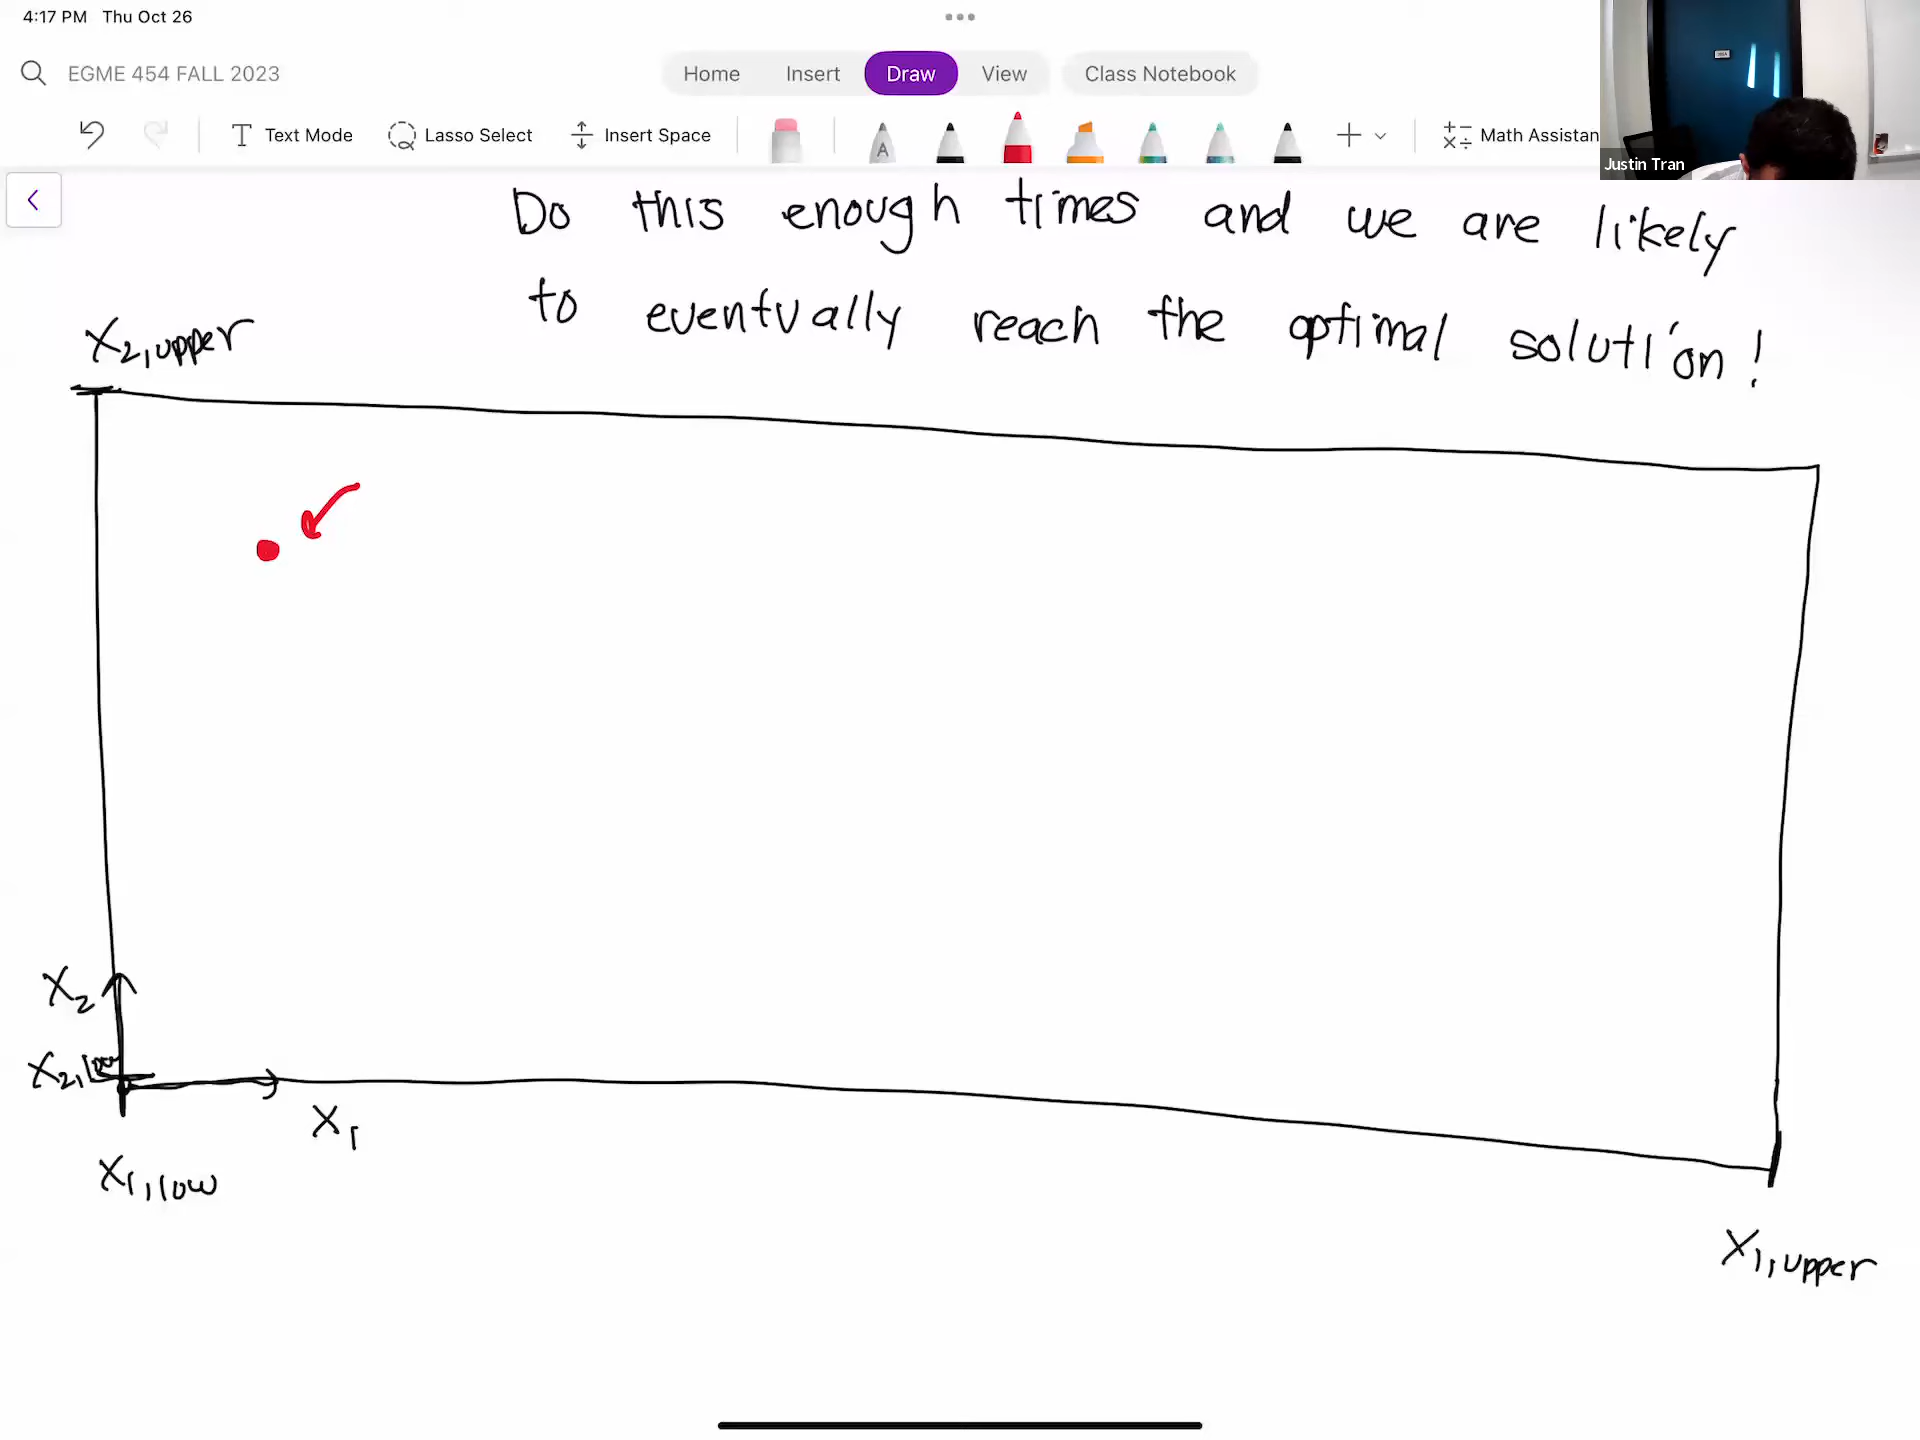 4:17 PM Thu Oct 26
EGME 454 FALL 2023
Home Insert Draw View Class Notebook
Text Mode Lasso Select Insert Space A Math Assistan
Justin Tran
Do this enough times and we are likely
to eventually reach the optimal solution!
X2,upper
X2
X2,low
X1
X1,low
X1,upper